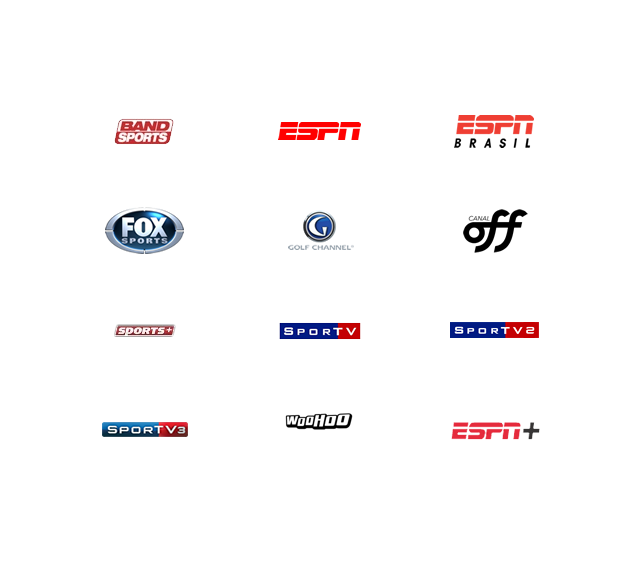 BAND
SPORTS
ESPN
ESPN
BRASIL
FOX
SPORTS
G
GOLF CHANNEL
CANAL
off
sports+
SPORTV
SPORTV2
SPORTV3
WOOHOO
ESPN+